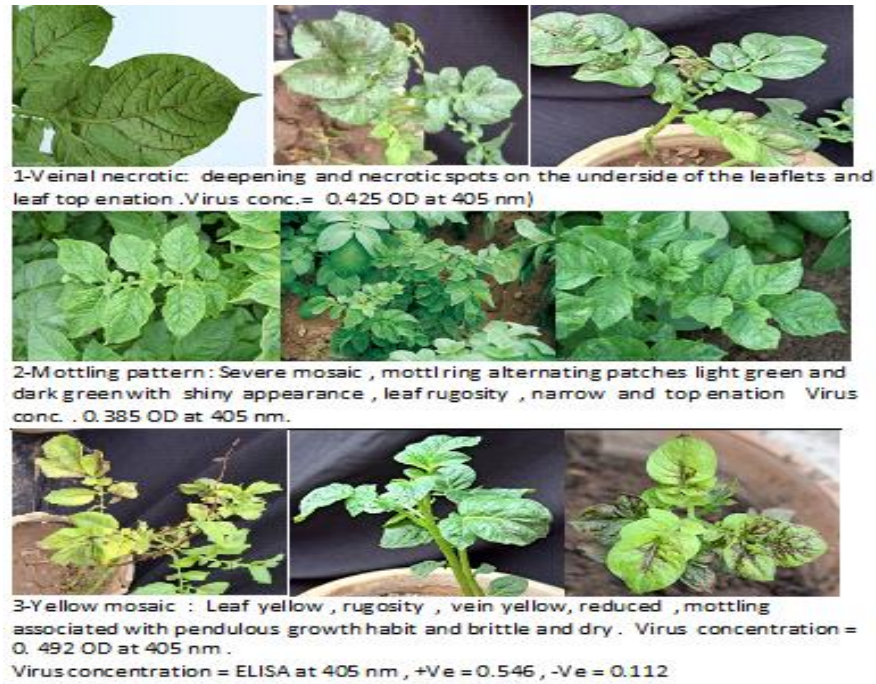 1-Veinal necrotic: deepening and necrotic spots on the underside of the leaflets and
leaf top enation .Virus conc.= 0.425 OD at 405 nm)
2-Mottling pattern: Severe mosaic , mottl ring alternating patches light green and
dark green with shiny appearance , leaf rugosity , narrow and top enation Virus
conc. . 0.385 OD at 405 nm.
3-Yellow mosaic : Leaf yellow , rugosity , vein yellow, reduced ,mottling
associated with pendulous growth habit and brittle and dry . Virus concentration =
0. 492 OD at 405 nm .
Virus concentration = ELISA at 405 nm , +Ve = 0.546 , -Ve = 0.112